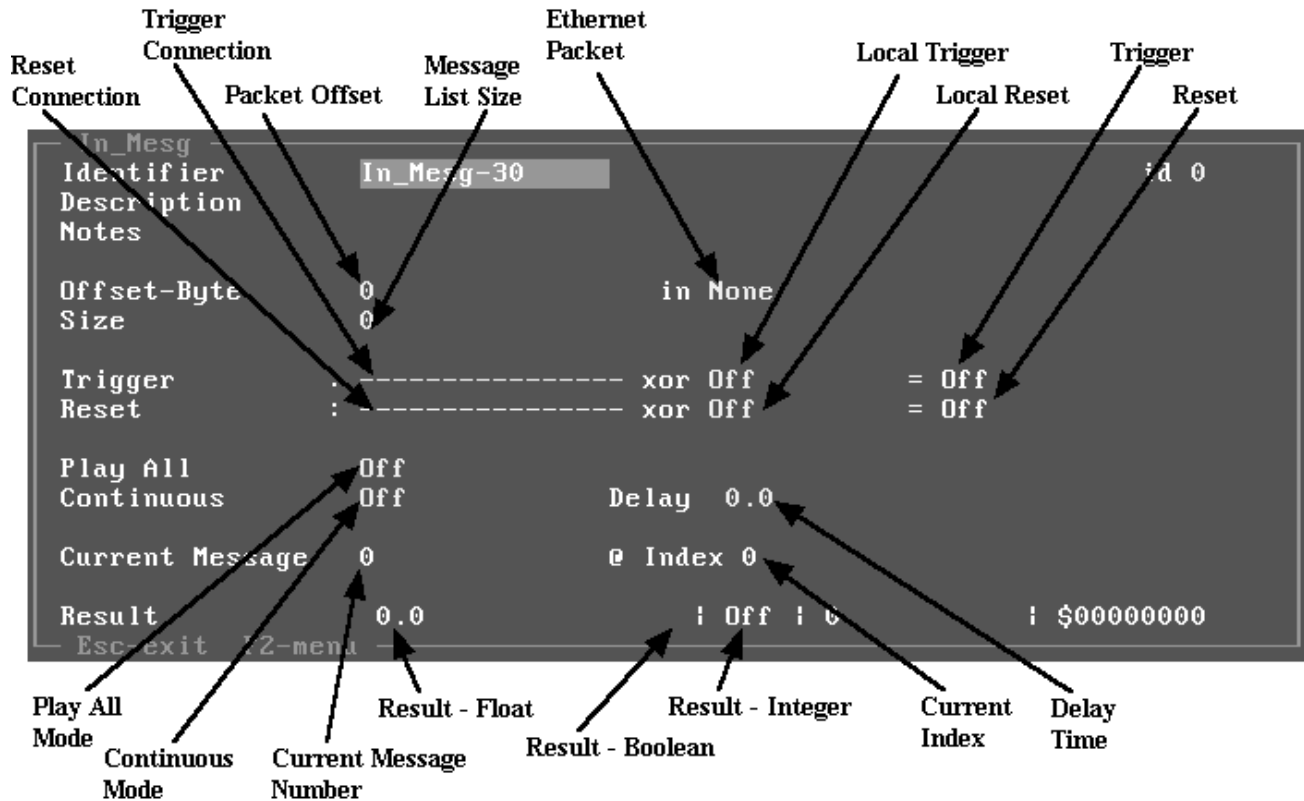 Trigger
Connection
Ethernet
Packet
Local Trigger
Trigger
Reset
Connection
Packet Offset
Message
List Size
Local Reset
Reset
In_Mesg
Identifier In_Mesg-30 id 0
Description
Notes
Offset-Byte 0 in None
Size 0
Trigger : ---------------- xor Off = Off
Reset : ---------------- xor Off = Off
Play All Off
Continuous Off Delay 0.0
Current Message 0 @ Index 0
Result 0.0 ¦ Off ¦ 0 ¦ $00000000
Esc-exit F2-menu
Play All
Mode
Continuous
Mode
Current Message
Number
Result - Float
Result - Boolean
Result - Integer
Current
Index
Delay
Time